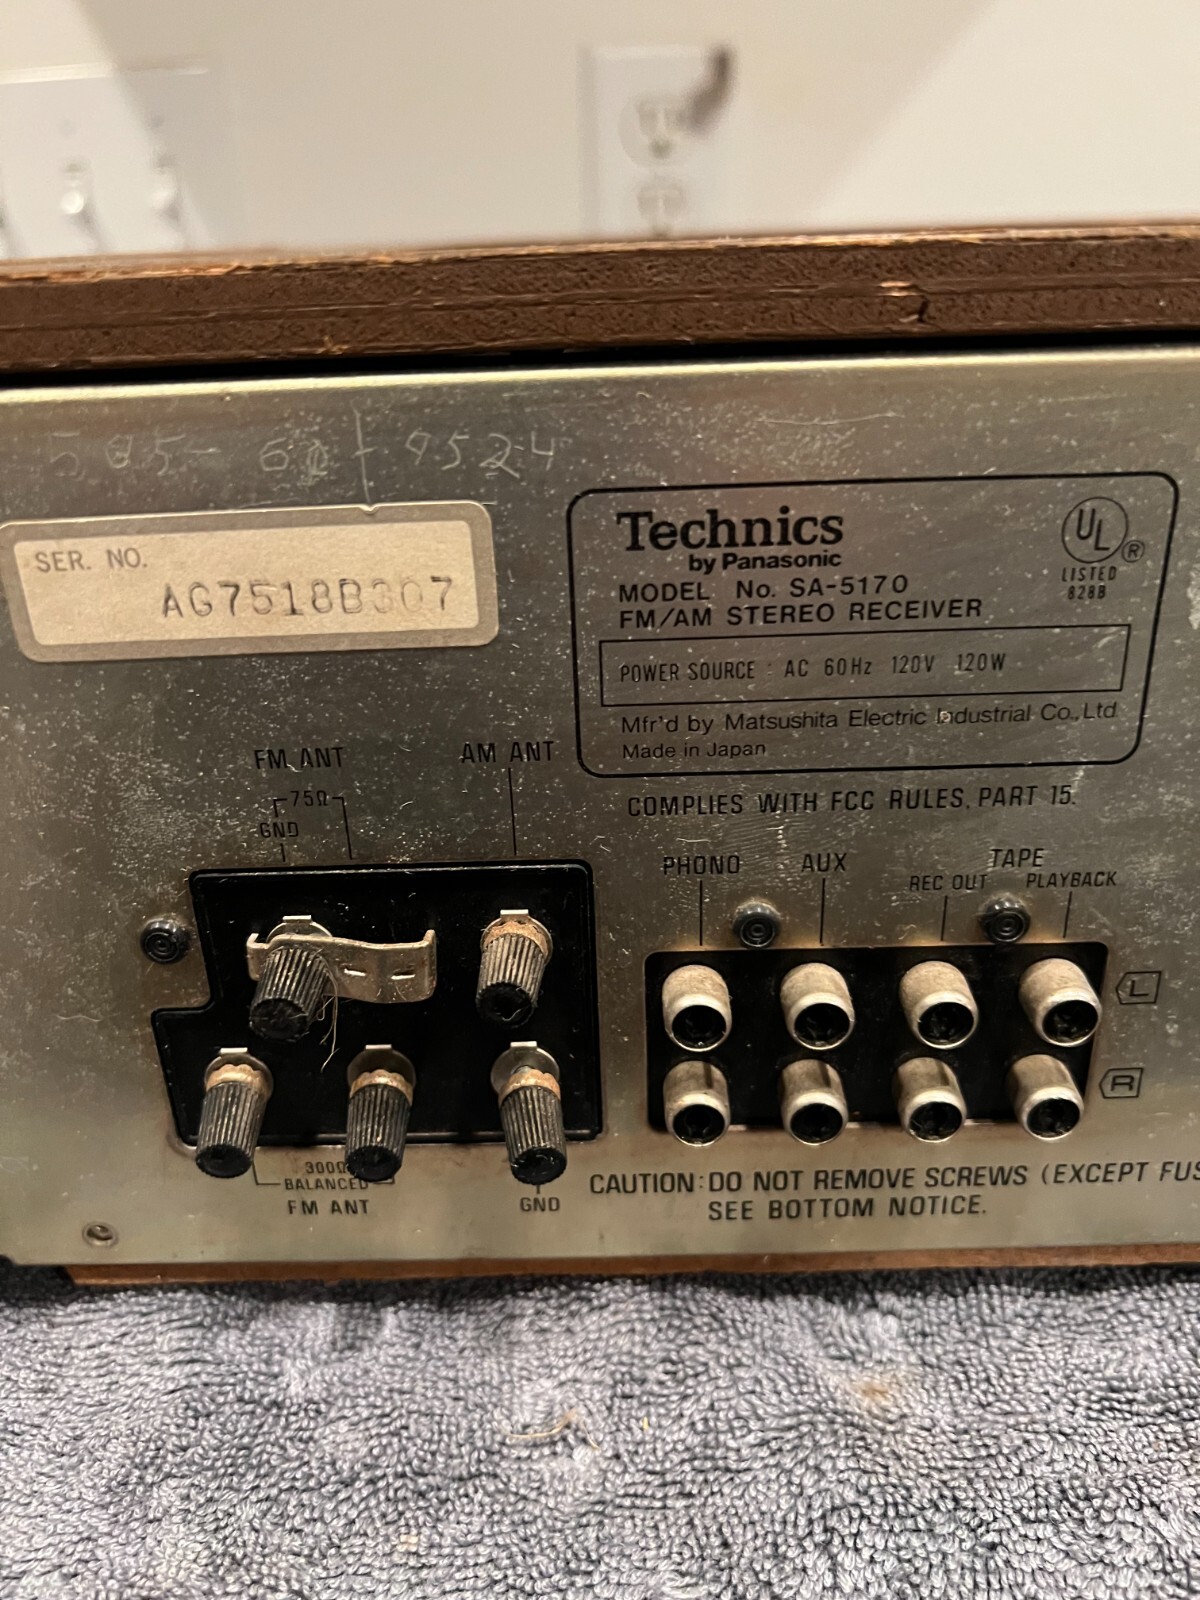 SER. NO.
AG7518B307
Technics
by Panasonic
MODEL No. SA-5170
FM/AM STEREO RECEIVER
UL
®
LISTED
828B
POWER SOURCE : AC 60Hz 120V 120W
Mfr'd by Matsushita Electric Industrial Co., Ltd.
Made in Japan
COMPLIES WITH FCC RULES, PART 15.
FM ANT
AM ANT
75Ω
GND
PHONO
AUX
TAPE
REC OUT
PLAYBACK
L
R
300Ω
BALANCED
FM ANT
GND
CAUTION: DO NOT REMOVE SCREWS (EXCEPT FUS
SEE BOTTOM NOTICE.